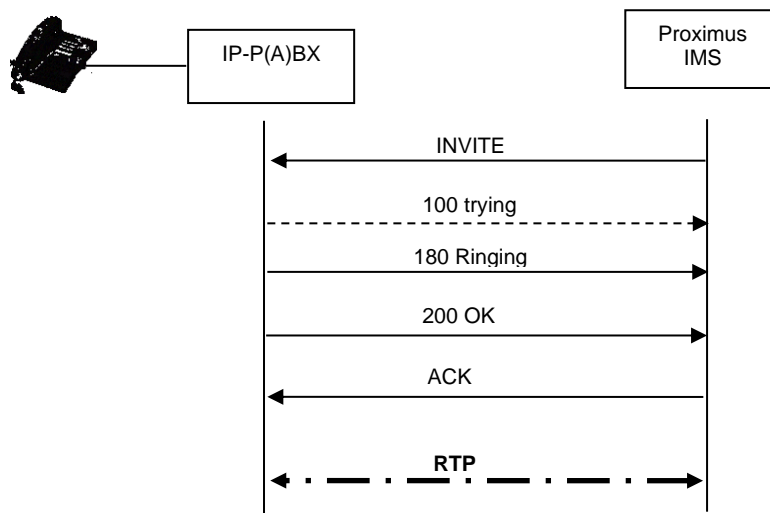 IP-P(A)BX
Proximus
IMS
INVITE
100 trying
180 Ringing
200 OK
ACK
RTP